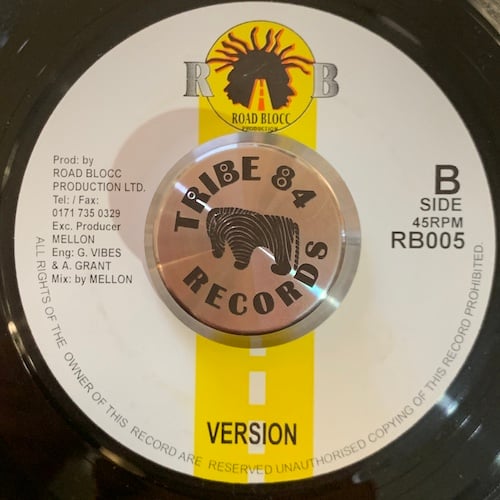 R B
ROAD BLOCC
PRODUCTION
Prod: by
ROAD BLOCC
PRODUCTION LTD.
Tel: / Fax:
0171 735 0329
Exc. Producer
MELLON
Eng: G. VIBES
& A. GRANT
Mix: by MELLON
TRIBE 84
RECORDS
B
SIDE
45RPM
RB005
VERSION
ALL RIGHTS OF THE OWNER OF THIS RECORD ARE RESERVED UNAUTHORISED COPYING OF THIS RECORD PROHIBITED.